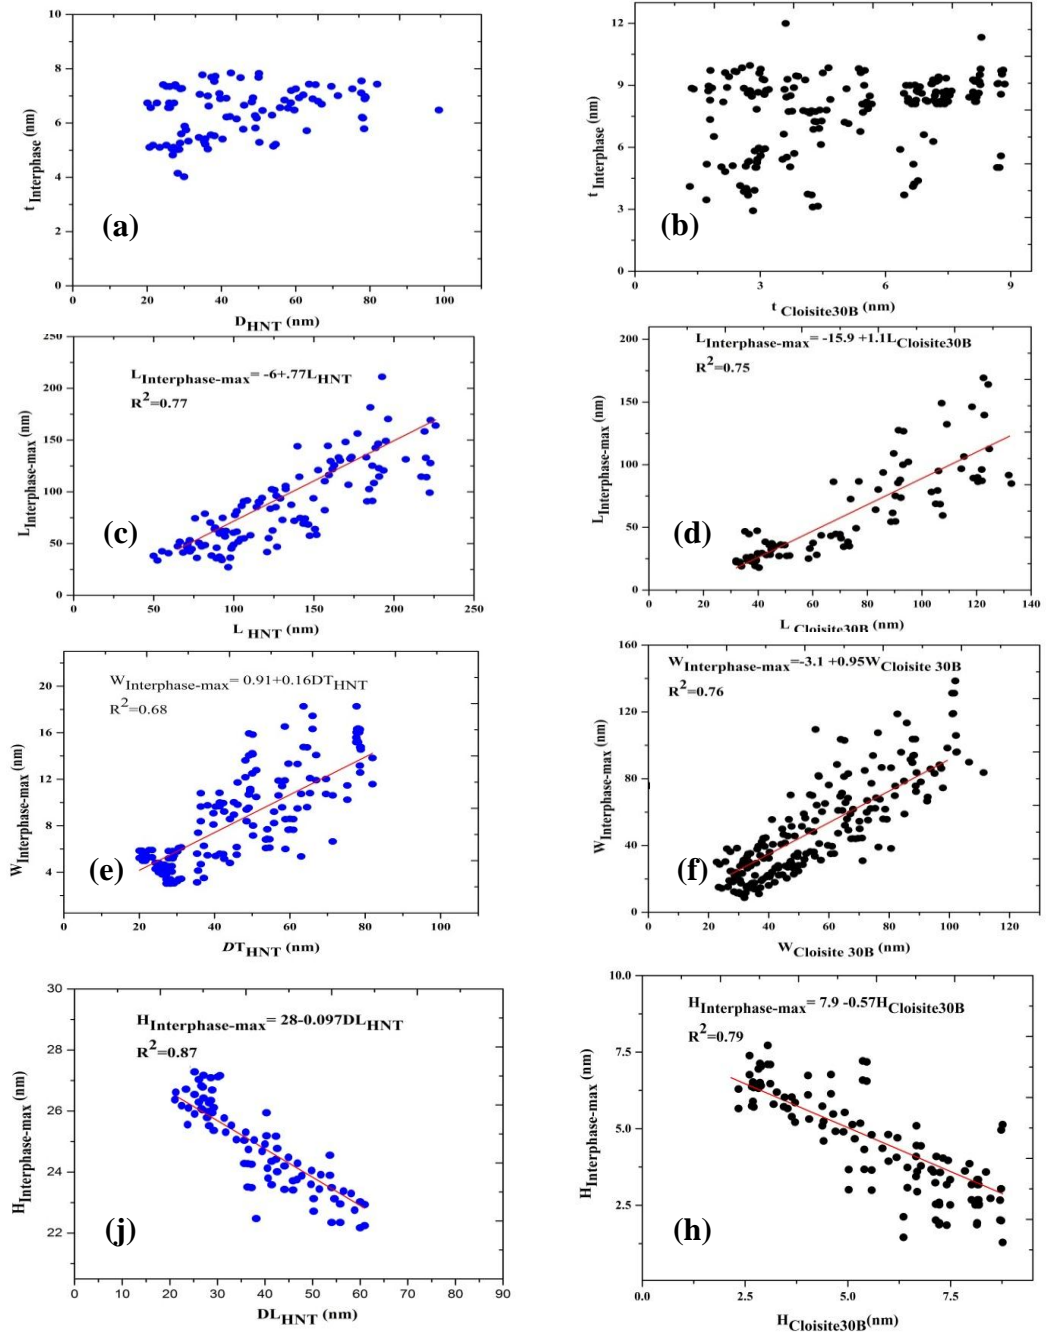 10
8
6
4
2
0
t Interphase (nm)
(a)
0 20 40 60 80 100
D HNT (nm)
12
9
6
3
0
t Interphase (nm)
(b)
0 3 6 9
t Cloisite30B (nm)
250
200
150
100
50
0
L Interphase-max (nm)
L Interphase-max = -6+.77L HNT
R2=0.77
(c)
0 50 100 150 200 250
L HNT (nm)
200
150
100
50
0
L Interphase-max (nm)
L Interphase-max = -15.9 +1.1L Cloisite30B
R2=0.75
(d)
0 20 40 60 80 100 120 140
L Cloisite30B (nm)
20
16
12
8
4
W Interphase-max (nm)
W Interphase-max = 0.91+0.16DT HNT
R2=0.68
(e)
0 20 40 60 80 100
DT HNT (nm)
160
120
80
40
0
W Interphase-max (nm)
W Interphase-max =-3.1 +0.95W Cloisite 30B
R2=0.76
(f)
0 20 40 60 80 100 120
W Cloisite 30B (nm)
30
28
26
24
22
H Interphase-max (nm)
H Interphase-max = 28-0.097DL HNT
R2=0.87
(j)
0 10 20 30 40 50 60 70 80 90
DL HNT (nm)
10.0
7.5
5.0
2.5
H Interphase-max (nm)
H Interphase-max = 7.9 -0.57H Cloisite30B
R2=0.79
(h)
0.0 2.5 5.0 7.5
H Cloisite30B (nm)